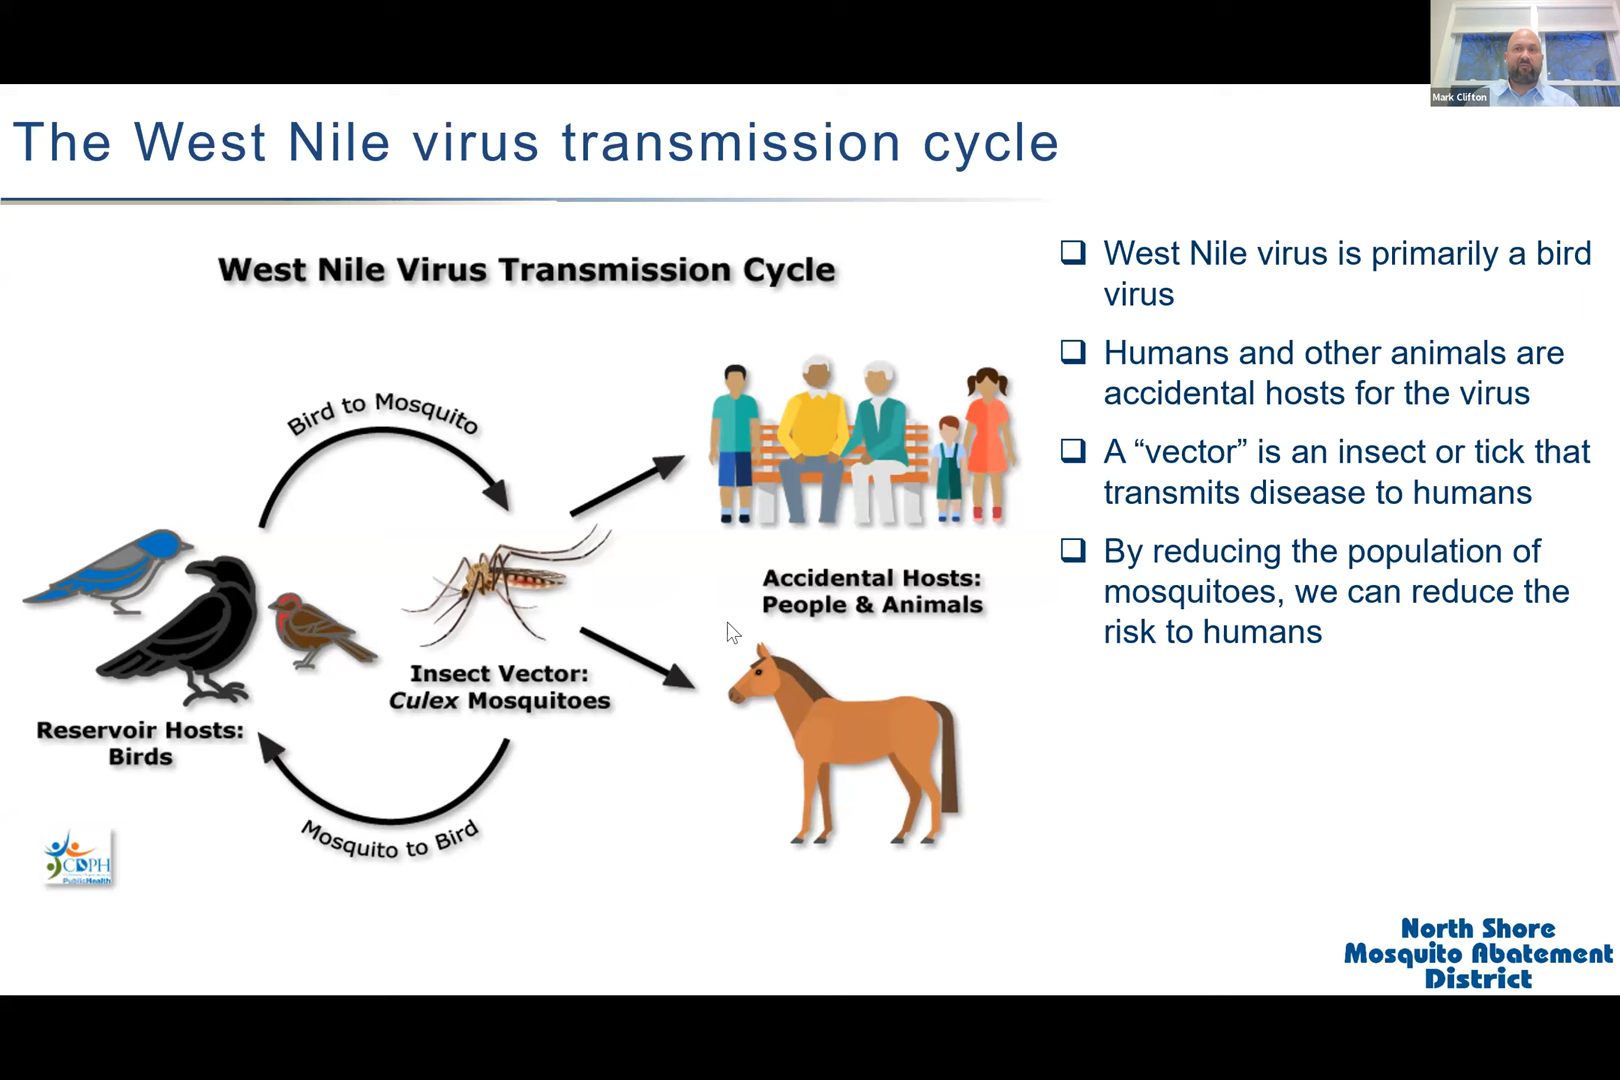 Mark Clifton
The West Nile virus transmission cycle
West Nile Virus Transmission Cycle
Bird to Mosquito
Accidental Hosts:
People & Animals
Insect Vector:
Culex Mosquitoes
Reservoir Hosts:
Birds
Mosquito to Bird
CDPH
PublicHealth
❑ West Nile virus is primarily a bird
virus
❑ Humans and other animals are
accidental hosts for the virus
❑ A “vector” is an insect or tick that
transmits disease to humans
❑ By reducing the population of
mosquitoes, we can reduce the
risk to humans
North Shore
Mosquito Abatement
District